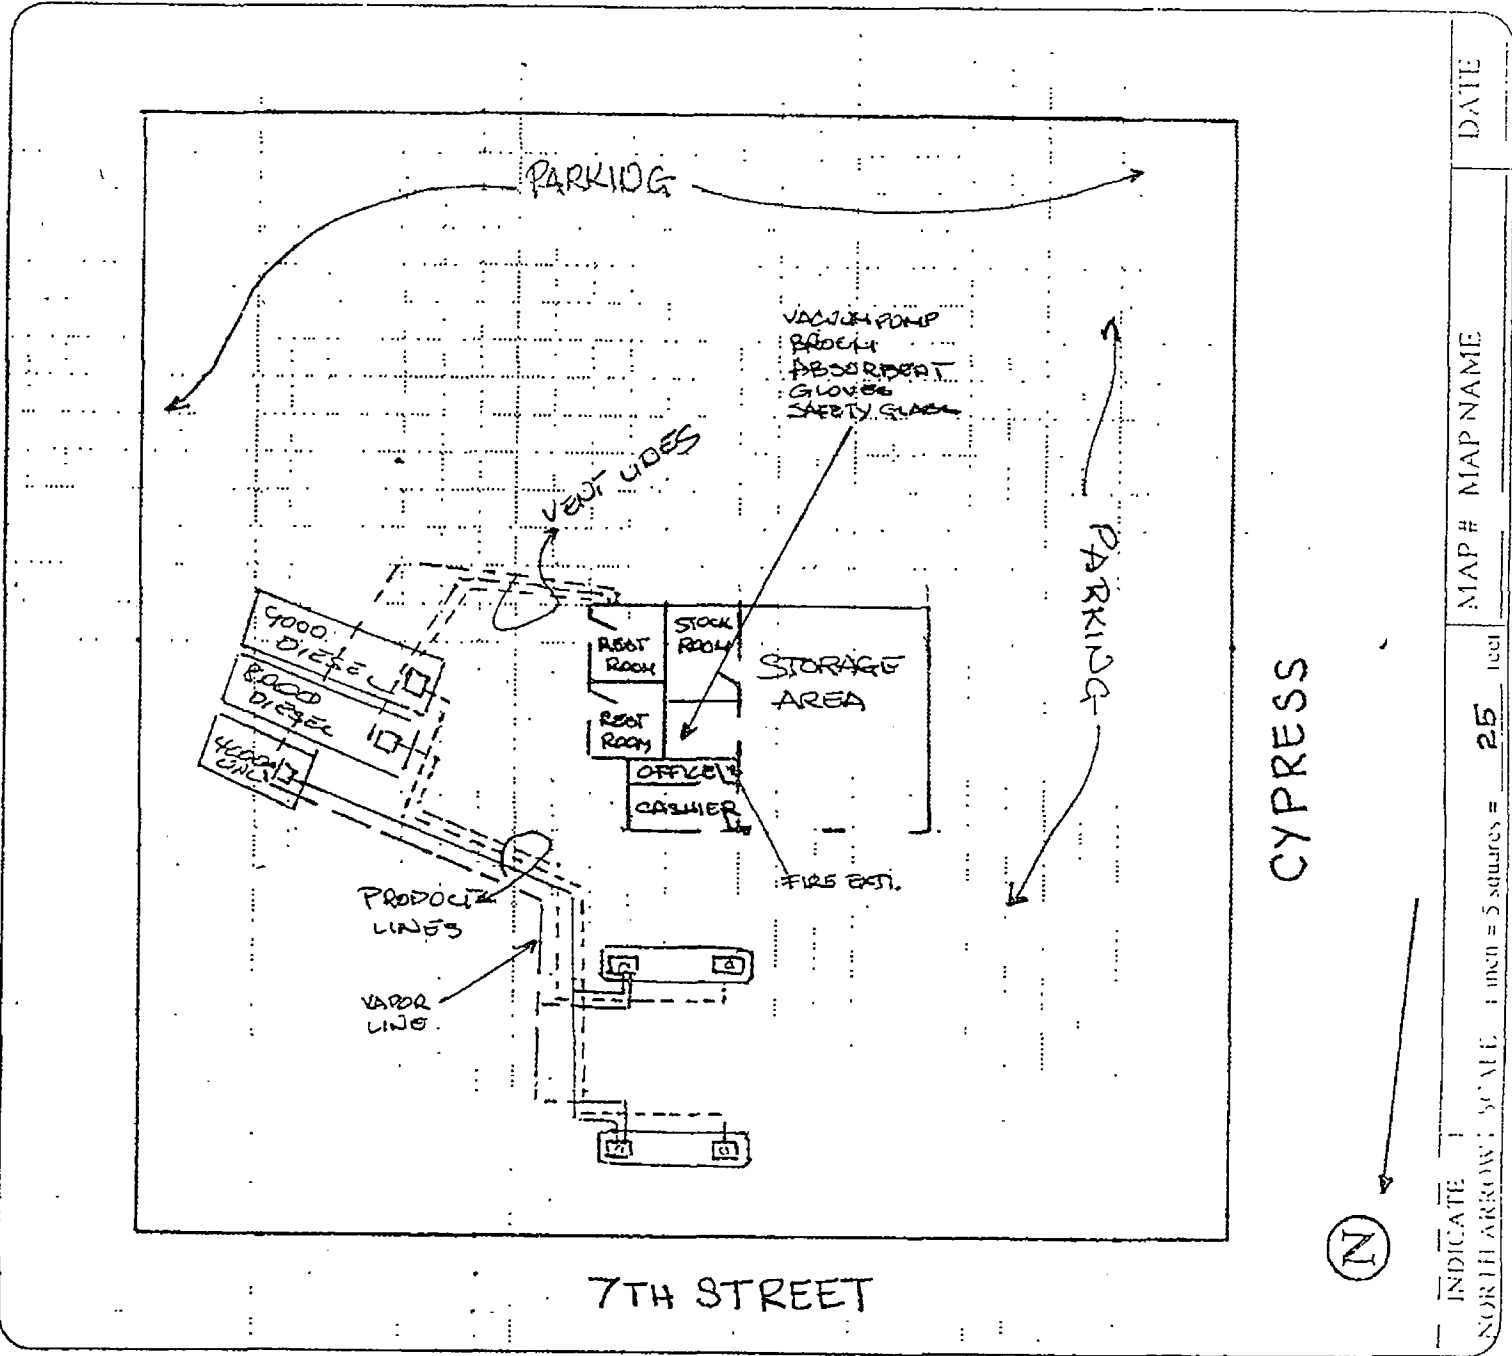 PARKING
VACUUM PUMP
BROOM
ABSORBENT
GLOVES
SAFETY GLASS
VENT LINES
PARKING
DIESEL
8000
DIESEL
4000
UNL
REST
ROOM
STOCK
ROOM
STORAGE
AREA
REST
ROOM
OFFICE
CASHIER
FIRE EXTI.
PRODUCT
LINES
VAPOR
LINE
7TH STREET
CYPRESS
N
DATE
MAP # MAP NAME
INDICATE
NORTH ARROW SCALE 1 inch = 5 squares = 25 feet